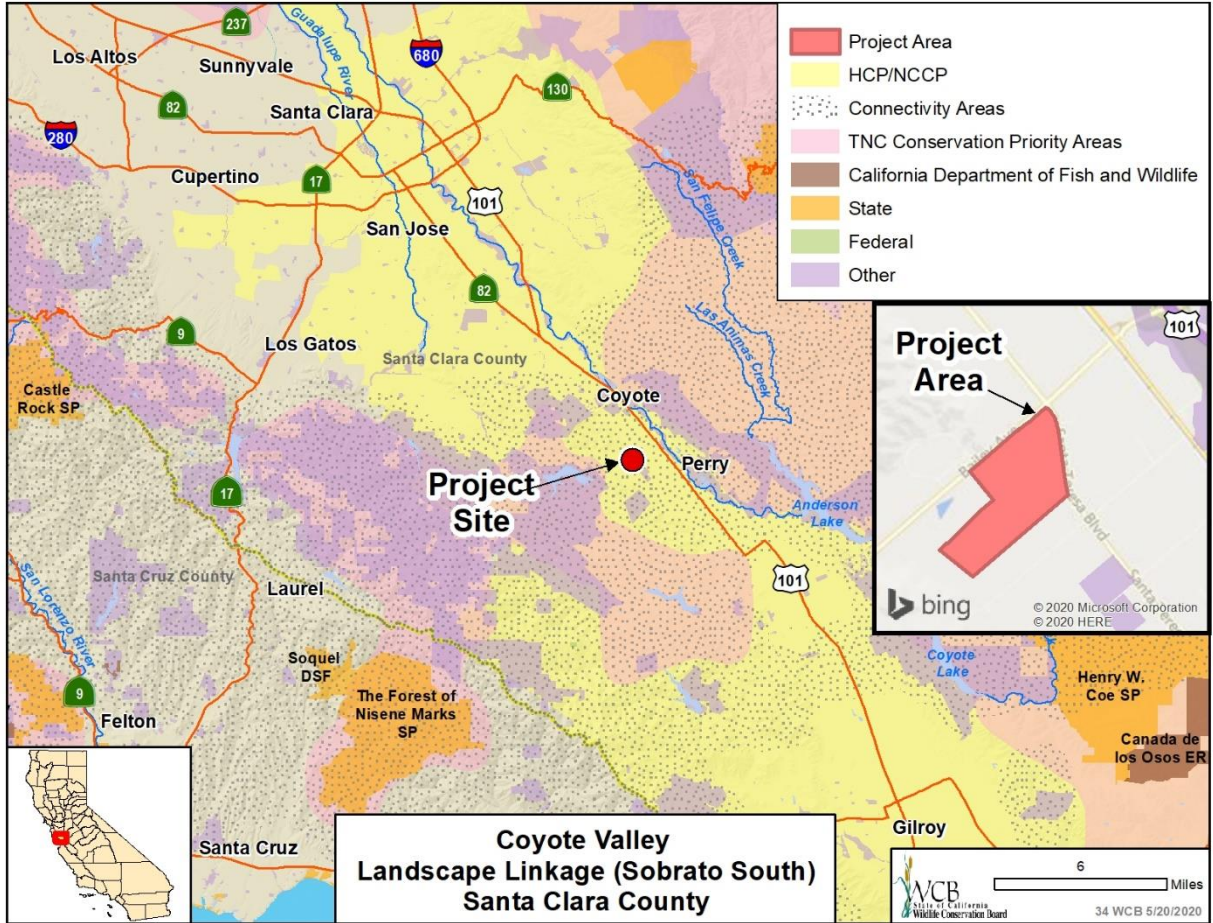 237
Los Altos
Sunnyvale
Guadalupe River
680
82
Santa Clara
130
280
Cupertino
17
101
San Jose
San Felipe Creek
82
Las Animas Creek
9
Los Gatos
Santa Clara County
Castle
Rock SP
Coyote
Perry
Project
Site
Anderson
Lake
17
Santa Cruz County
Laurel
101
San Lorenzo River
Soquel
DSF
The Forest of
Nisene Marks
SP
9
Felton
Coyote
Lake
Henry W.
Coe SP
Canada de
los Osos ER
Gilroy
Santa Cruz
Project Area
HCP/NCCP
Connectivity Areas
TNC Conservation Priority Areas
California Department of Fish and Wildlife
State
Federal
Other
101
Project
Area
Santa Teresa Blvd
bing
© 2020 Microsoft Corporation
© 2020 HERE
Coyote Valley
Landscape Linkage (Sobrato South)
Santa Clara County
WCB
State of California
Wildlife Conservation Board
6
Miles
34 WCB 5/20/2020